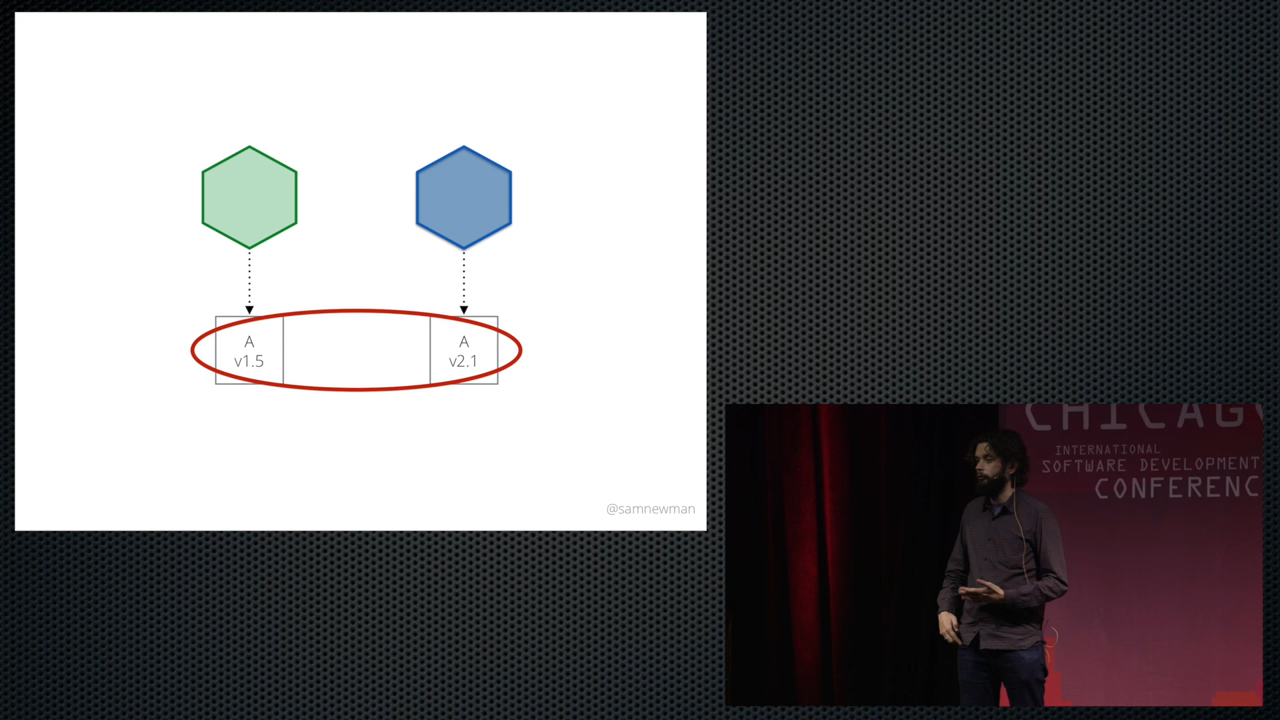 A
v1.5
A
v2.1
@samnewman
CHICAG
INTERNATIONAL
SOFTWARE DEVELOPMENT
CONFERENC